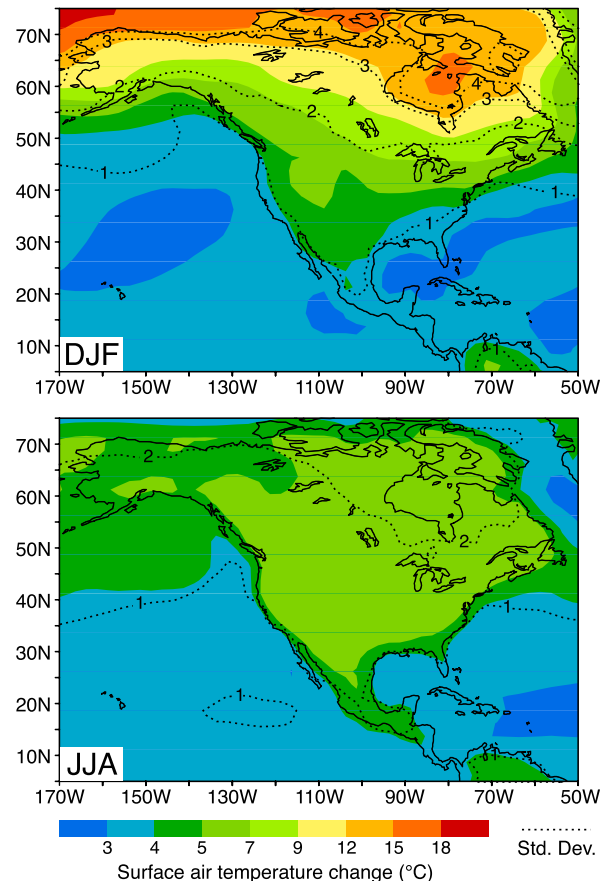 70N
60N
50N
40N
30N
20N
10N
3
4
3
4
3
2
2
2
1
1
1
1
DJF
170W 150W 130W 110W 90W 70W 50W
70N
60N
50N
40N
30N
20N
10N
2
2
1
1
1
1
JJA
170W 150W 130W 110W 90W 70W 50W
3 4 5 7 9 12 15 18
Std. Dev.
Surface air temperature change (°C)